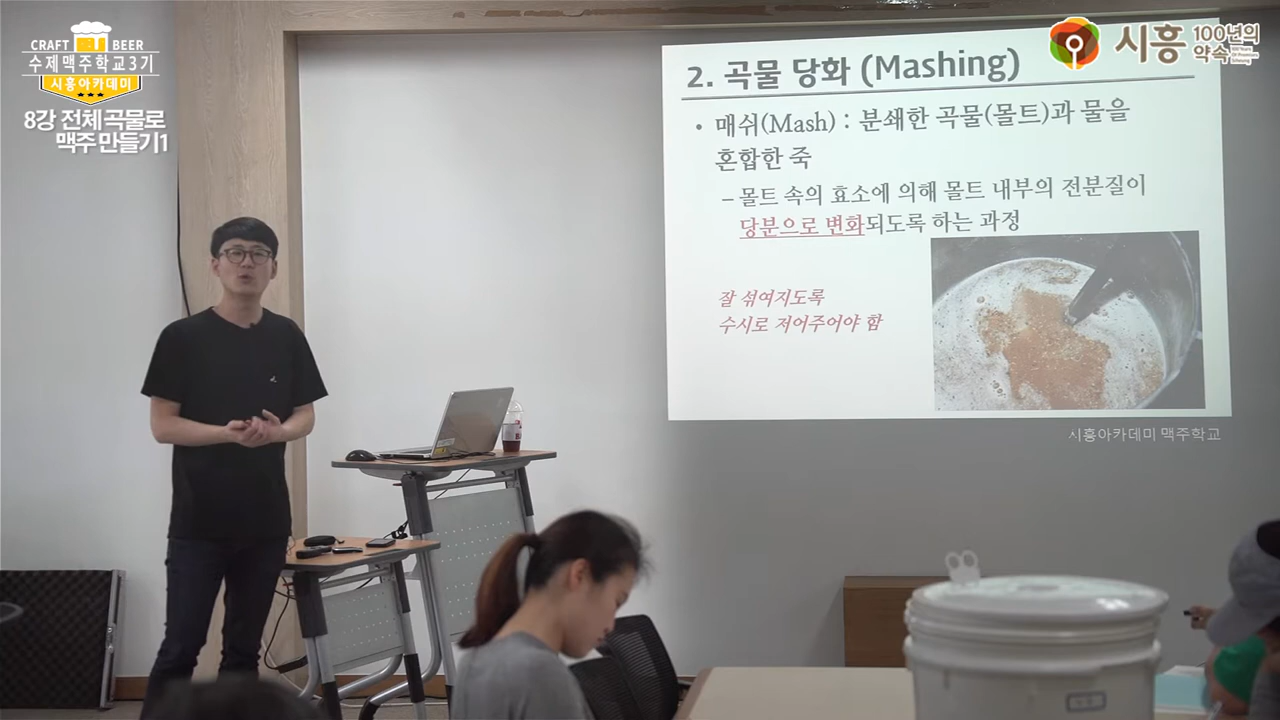 CRAFT BEER
수제맥주학교3기
시흥아카데미
8강 전체곡물로
맥주만들기1
시흥 100년의
약속
2. 곡물 당화 (Mashing)
• 매쉬(Mash) : 분쇄한 곡물(몰트)과 물을
혼합한 죽
– 몰트 속의 효소에 의해 몰트 내부의 전분질이
당분으로 변화되도록 하는 과정
잘 섞여지도록
수시로 저어주어야 함
시흥아카데미 맥주학교